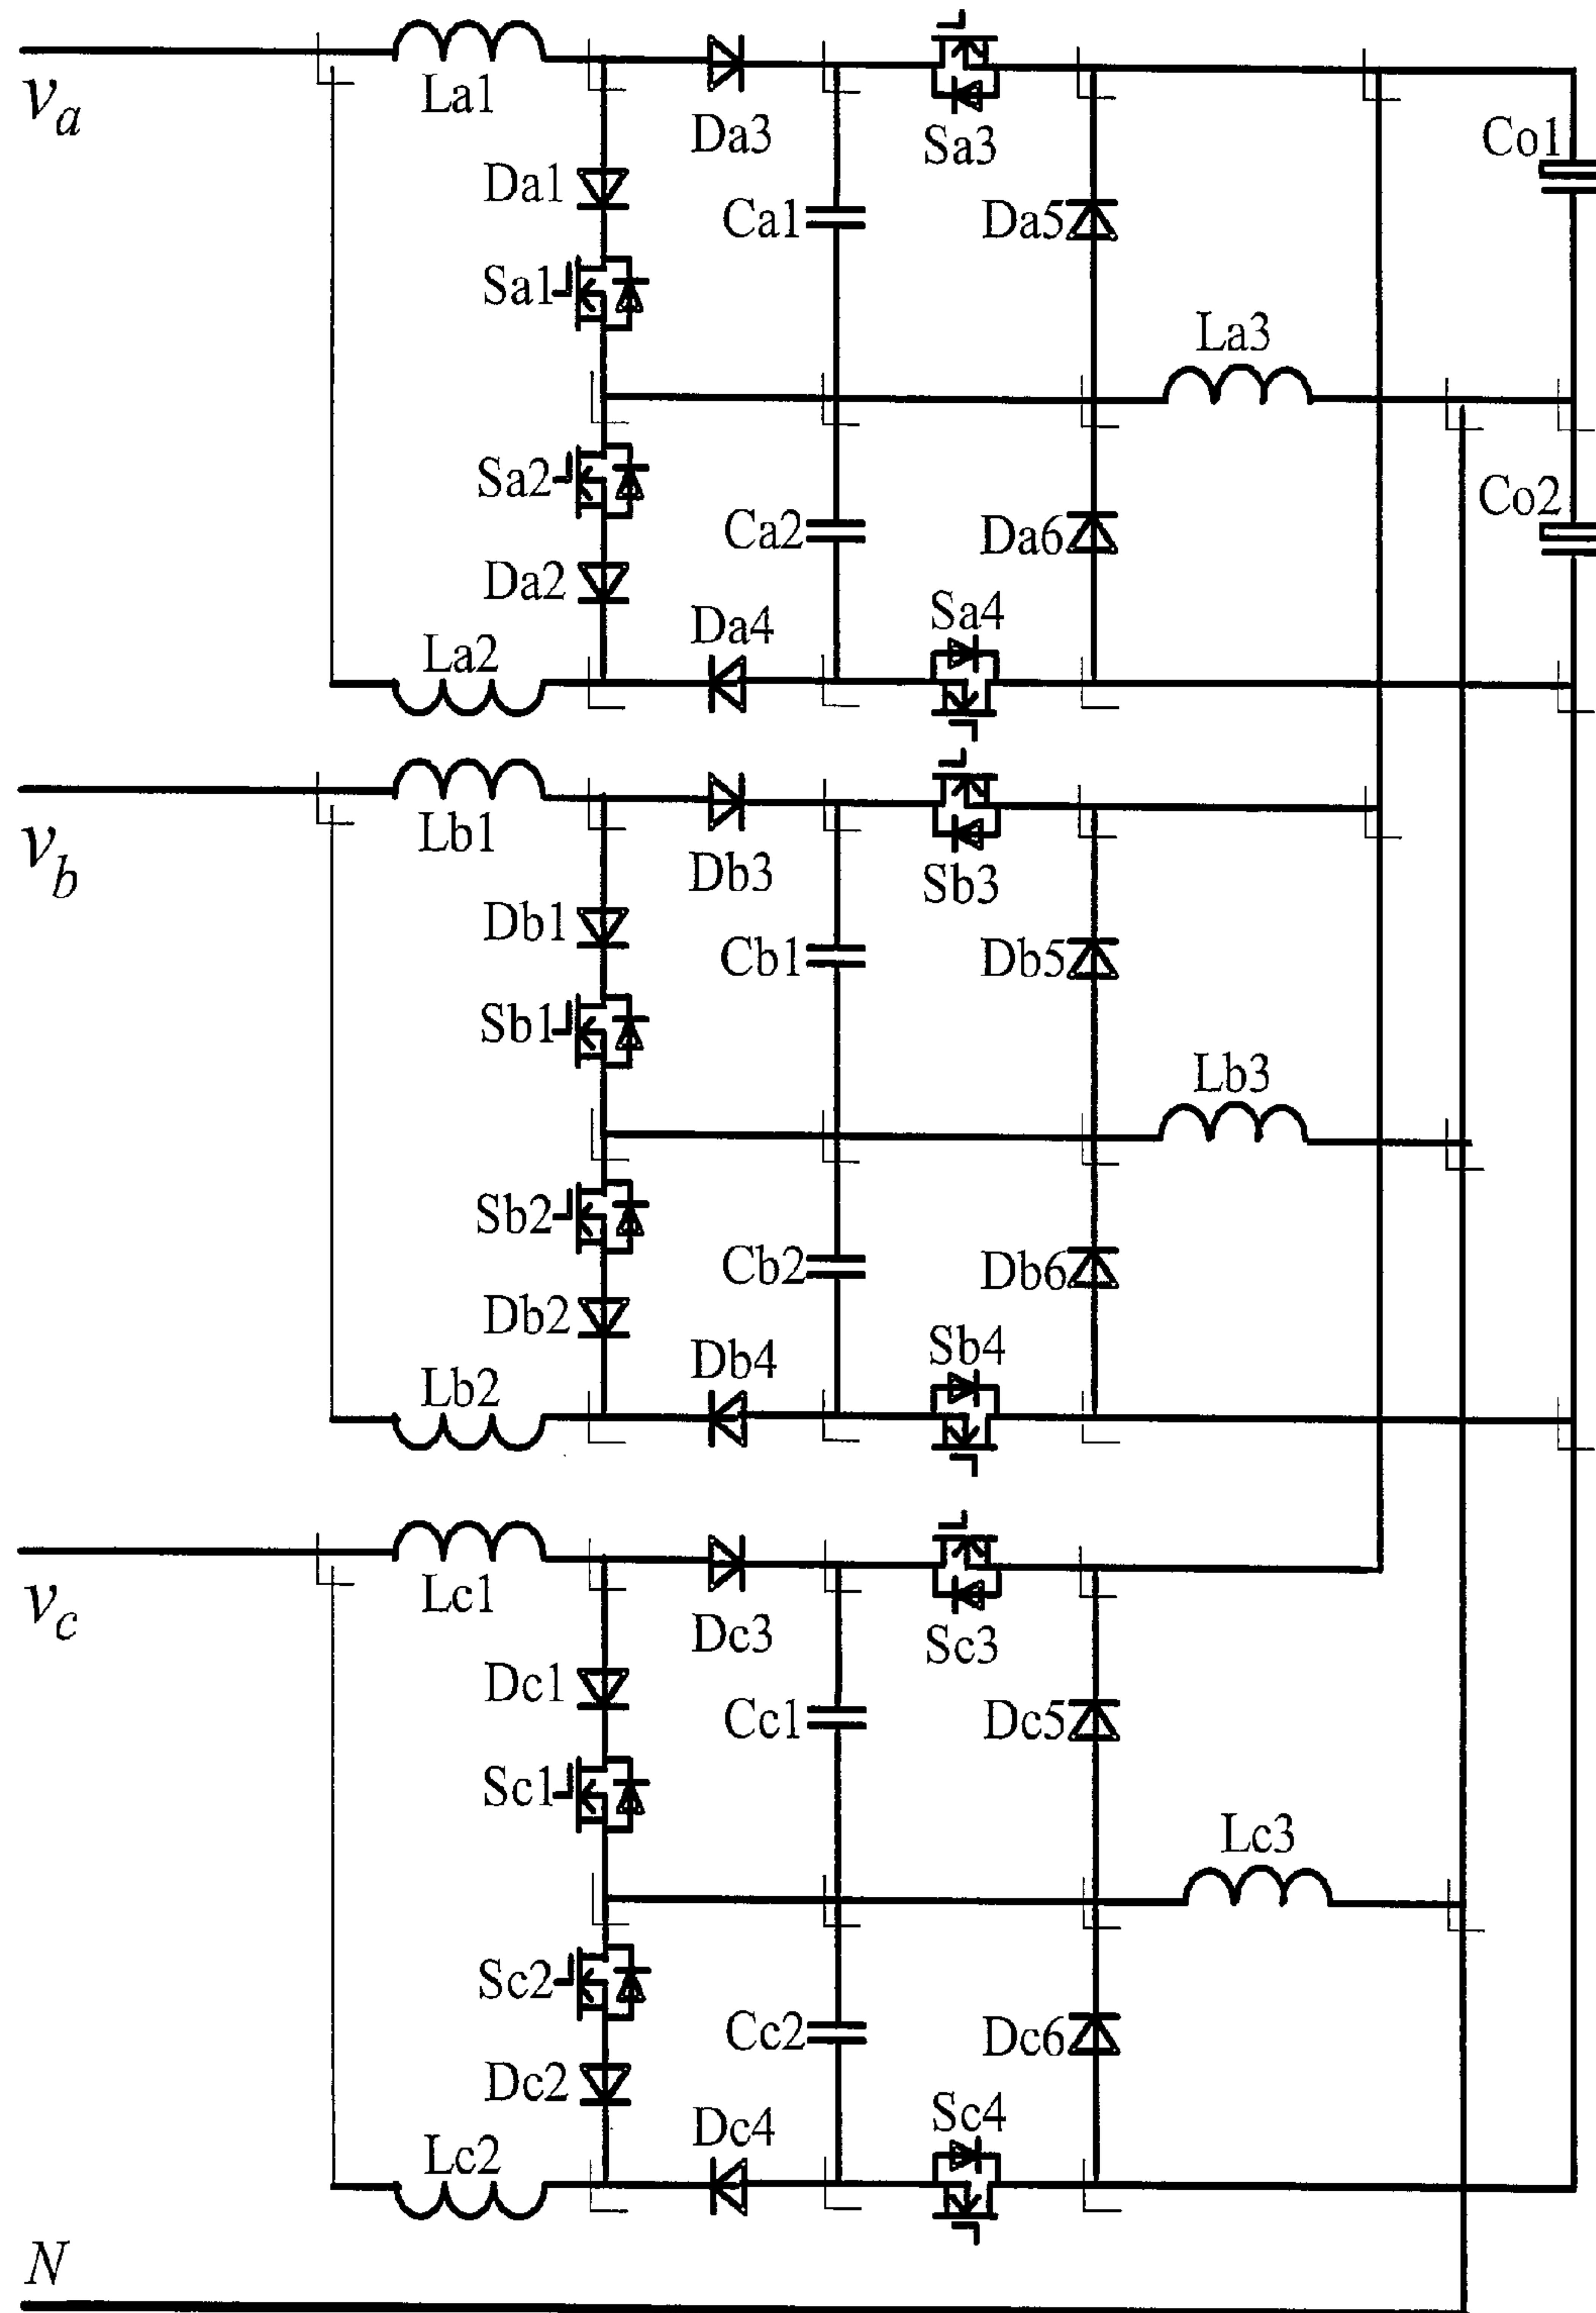 va
La1
Da3
Sa3
Co1
Da1
Ca1
Da5
Sa1
La3
Sa2
Ca2
Da6
Co2
Da2
Da4
Sa4
La2
vb
Lb1
Db3
Sb3
Db1
Cb1
Db5
Sb1
Lb3
Sb2
Cb2
Db6
Db2
Db4
Sb4
Lb2
vc
Lc1
Dc3
Sc3
Dc1
Cc1
Dc5
Sc1
Lc3
Sc2
Cc2
Dc6
Dc2
Dc4
Sc4
Lc2
N